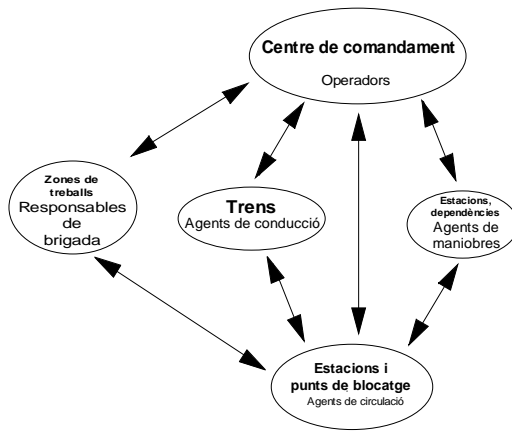 Centre de comandament
Operadors
Zones de
treballs
Responsables
de
brigada
Trens
Agents de conducció
Estacions,
dependències
Agents de
maniobres
Estacions i
punts de blocatge
Agents de circulació